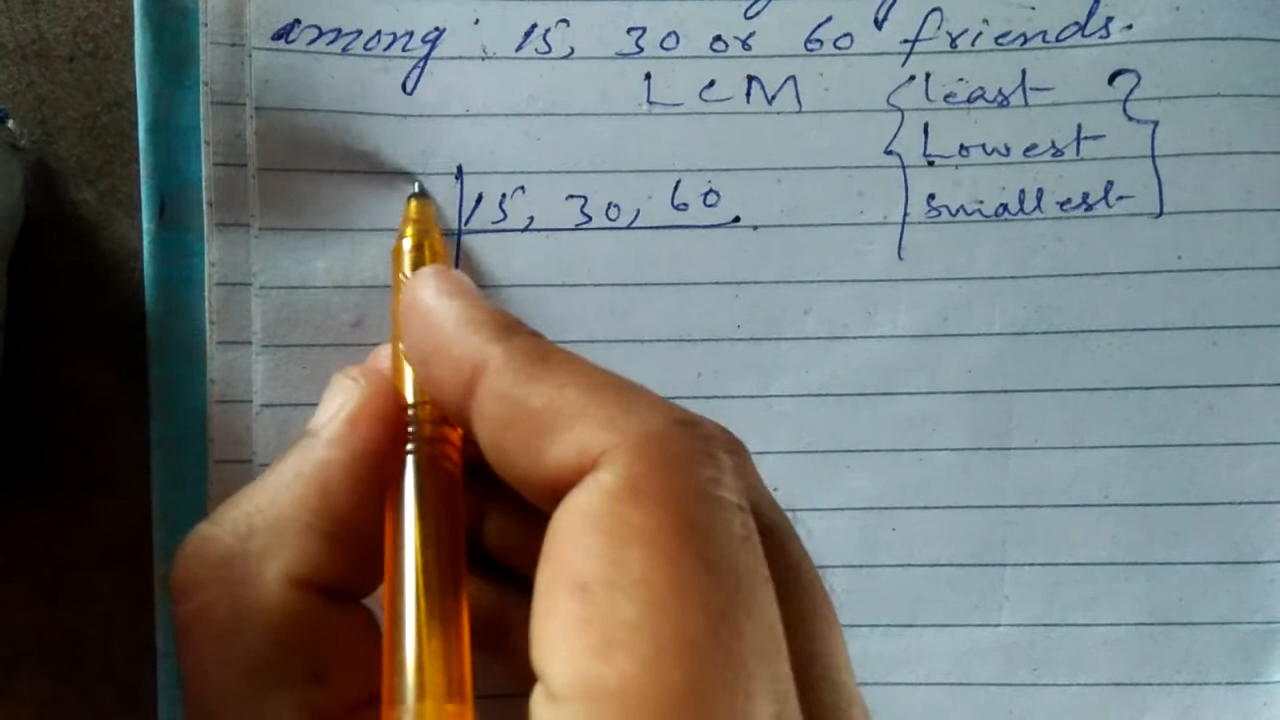 among 15, 30 or 60 friends.
LCM { least }
Lowest
smallest
15, 30, 60